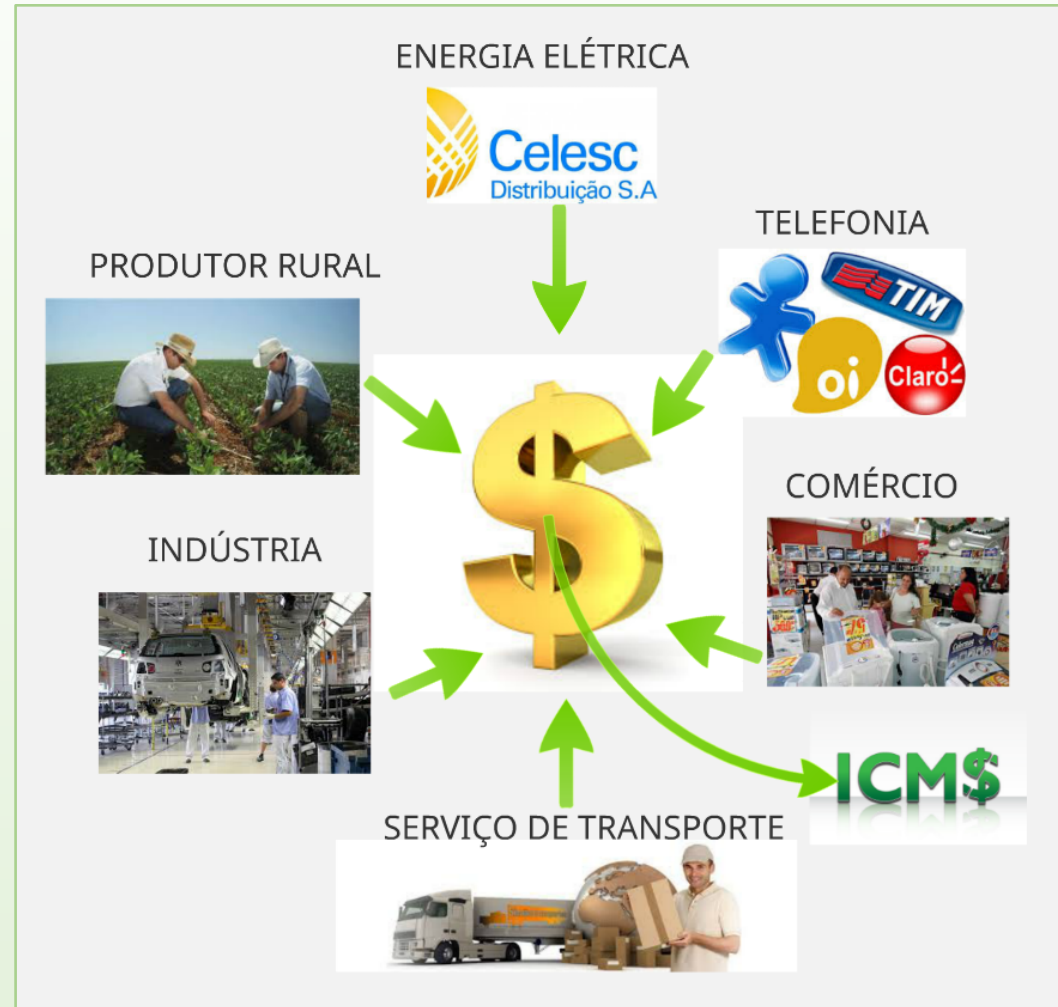 ENERGIA ELÉTRICA
Celesc
Distribuição S.A
TELEFONIA
TIM
oi
Claro
PRODUTOR RURAL
COMÉRCIO
INDÚSTRIA
ICM$
SERVIÇO DE TRANSPORTE